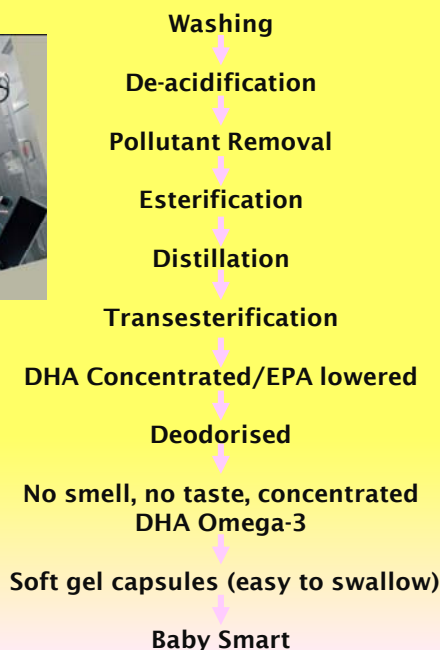 Washing
De-acidification
Pollutant Removal
Esterification
Distillation
Transesterification
DHA Concentrated/EPA lowered
Deodorised
No smell, no taste, concentrated
DHA Omega-3
Soft gel capsules (easy to swallow)
Baby Smart